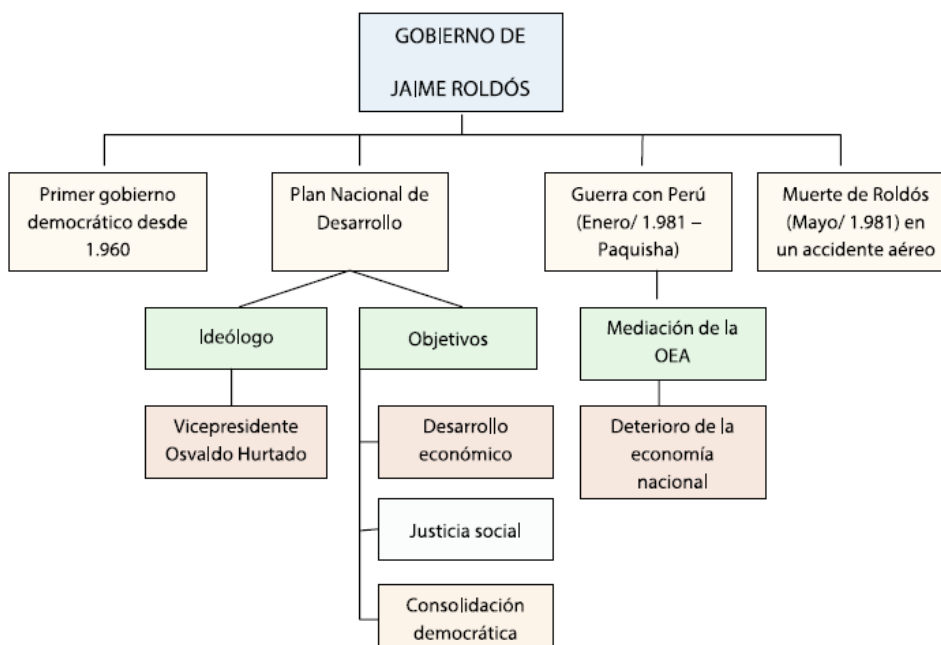 GOBIERNO DE
JAIME ROLDÓS
Primer gobierno
democrático desde
1.960
Plan Nacional de
Desarrollo
Guerra con Perú
(Enero/ 1.981 –
Paquisha)
Muerte de Roldós
(Mayo/ 1.981) en
un accidente aéreo
Ideólogo
Objetivos
Mediación de la
OEA
Vicepresidente
Osvaldo Hurtado
Desarrollo
económico
Deterioro de la
economía
nacional
Justicia social
Consolidación
democrática